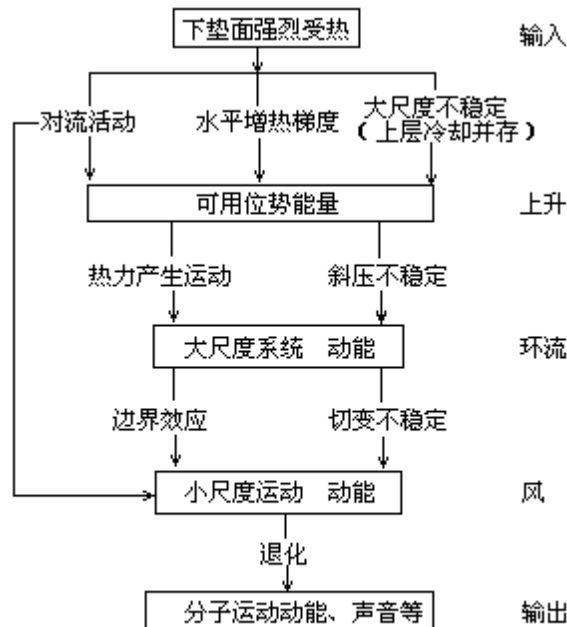 下垫面强烈受热 输入
对流活动 水平增热梯度 大尺度不稳定
(上层冷却并存)
可用位势能量 上升
热力产生运动 斜压不稳定
大尺度系统 动能 环流
边界效应 切变不稳定
小尺度运动 动能 风
退化
分子运动动能、声音等 输出